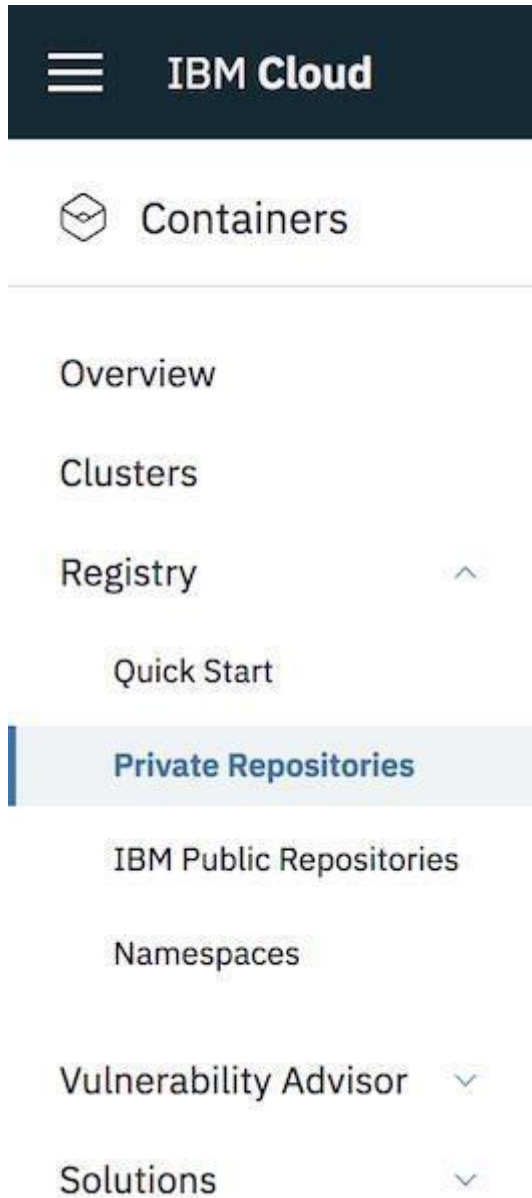 IBM Cloud
Containers
Overview
Clusters
Registry
Quick Start
Private Repositories
IBM Public Repositories
Namespaces
Vulnerability Advisor
Solutions